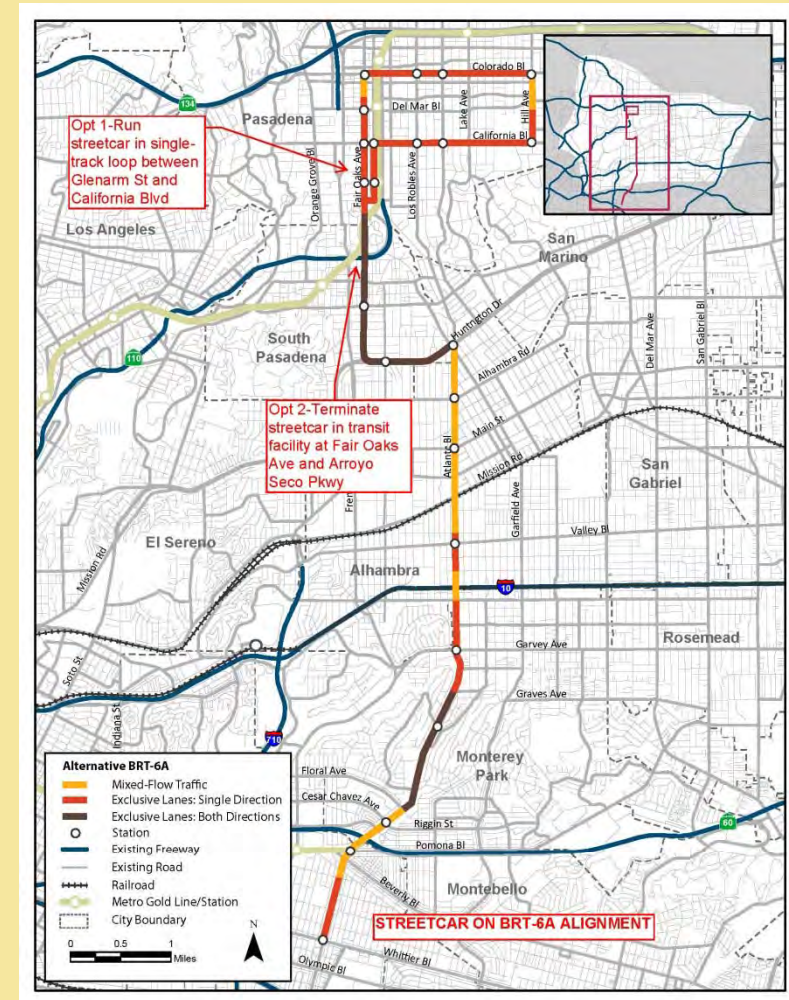 Colorado Bl
134
Pasadena
Del Mar Bl
Lake Ave
Hill Ave
Opt 1-Run
streetcar in single-
track loop between
Glenarm St and
California Blvd
California Bl
Orange Grove Bl
Fair Oaks Ave
Los Robles Ave
Los Angeles
San
Marino
Huntington Dr
Del Mar Ave
San Gabriel Bl
South
Pasadena
110
Alhambra Rd
Opt 2-Terminate
streetcar in transit
facility at Fair Oaks
Ave and Arroyo
Seco Pkwy
Main St
Atlantic Bl
Mission Rd
San
Gabriel
Garfield Ave
Valley Bl
El Sereno
Mission Rd
Alhambra
10
Rosemead
Garvey Ave
Soto St
Graves Ave
Indiana St
710
Monterey
Park
Floral Ave
Cesar Chavez Ave
Riggin St
60
Pomona Bl
Beverly Bl
Montebello
STREETCAR ON BRT-6A ALIGNMENT
Whittier Bl
Olympic Bl
Alternative BRT-6A
Mixed-Flow Traffic
Exclusive Lanes: Single Direction
Exclusive Lanes: Both Directions
Station
Existing Freeway
Existing Road
Railroad
Metro Gold Line/Station
City Boundary
N
0 0.5 1
Miles